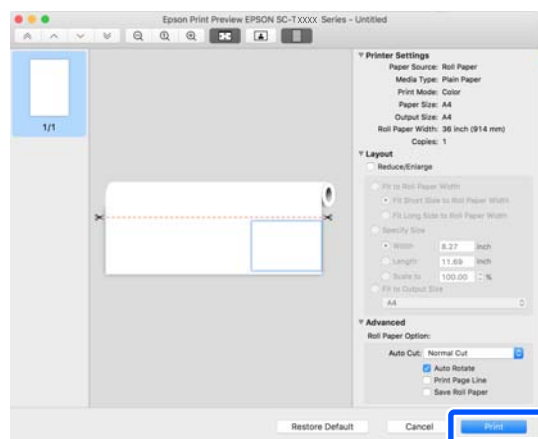 Epson Print Preview EPSON SC-TXXXX Series - Untitled
1/1
Printer Settings
Paper Source: Roll Paper
Media Type: Plain Paper
Print Mode: Color
Paper Size: A4
Output Size: A4
Roll Paper Width: 36 inch (914 mm)
Copies: 1
Layout
Reduce/Enlarge
Fit to Roll Paper Width
Fit Short Side to Roll Paper Width
Fit Long Side to Roll Paper Width
Specify Size
Width 8.27 inch
Length 11.69 inch
Scale to 100.00 %
Fit to Output Size
A4
Advanced
Roll Paper Option:
Auto Cut: Normal Cut
Auto Rotate
Print Page Line
Save Roll Paper
Restore Default Cancel Print